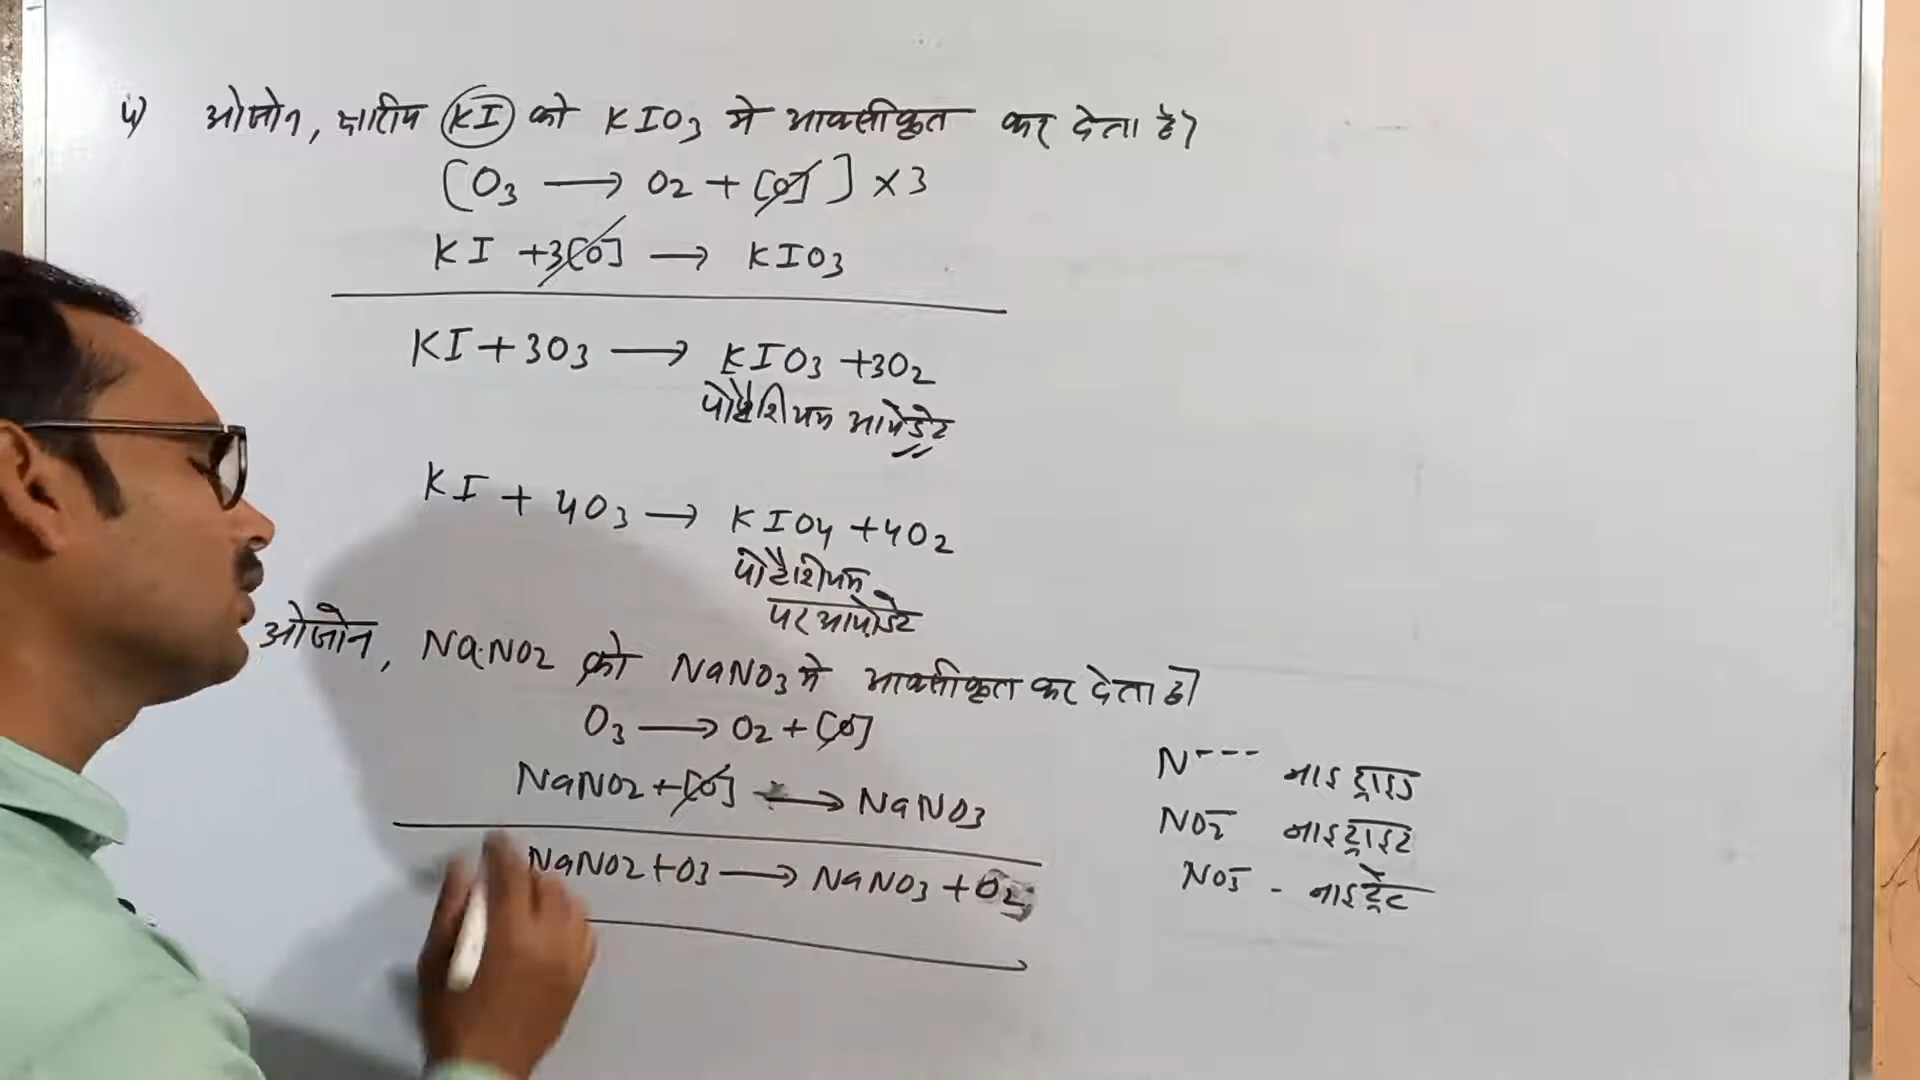 ५) ओजोन, क्षारीय KI को KIO3 मे आक्सीकृत कर देता है।
[O3 ⟶ O2 + [O] ] × 3
KI + 3[O] ⟶ KIO3
KI + 3O3 ⟶ KIO3 + 3O2
पोटैशियम आयोडेट
KI + 4O3 ⟶ KIO4 + 4O2
पोटैशियम
परआयोडेट
ओजोन, NaNO2 को NaNO3 मे आक्सीकृत कर देता है।
O3 ⟶ O2 + [O]
NaNO2 + [O] ⟶ NaNO3
NaNO2 + O3 ⟶ NaNO3 + O2
N--- नाइट्राइड
NO2- नाइट्राइट
NO3- - नाइट्रेट